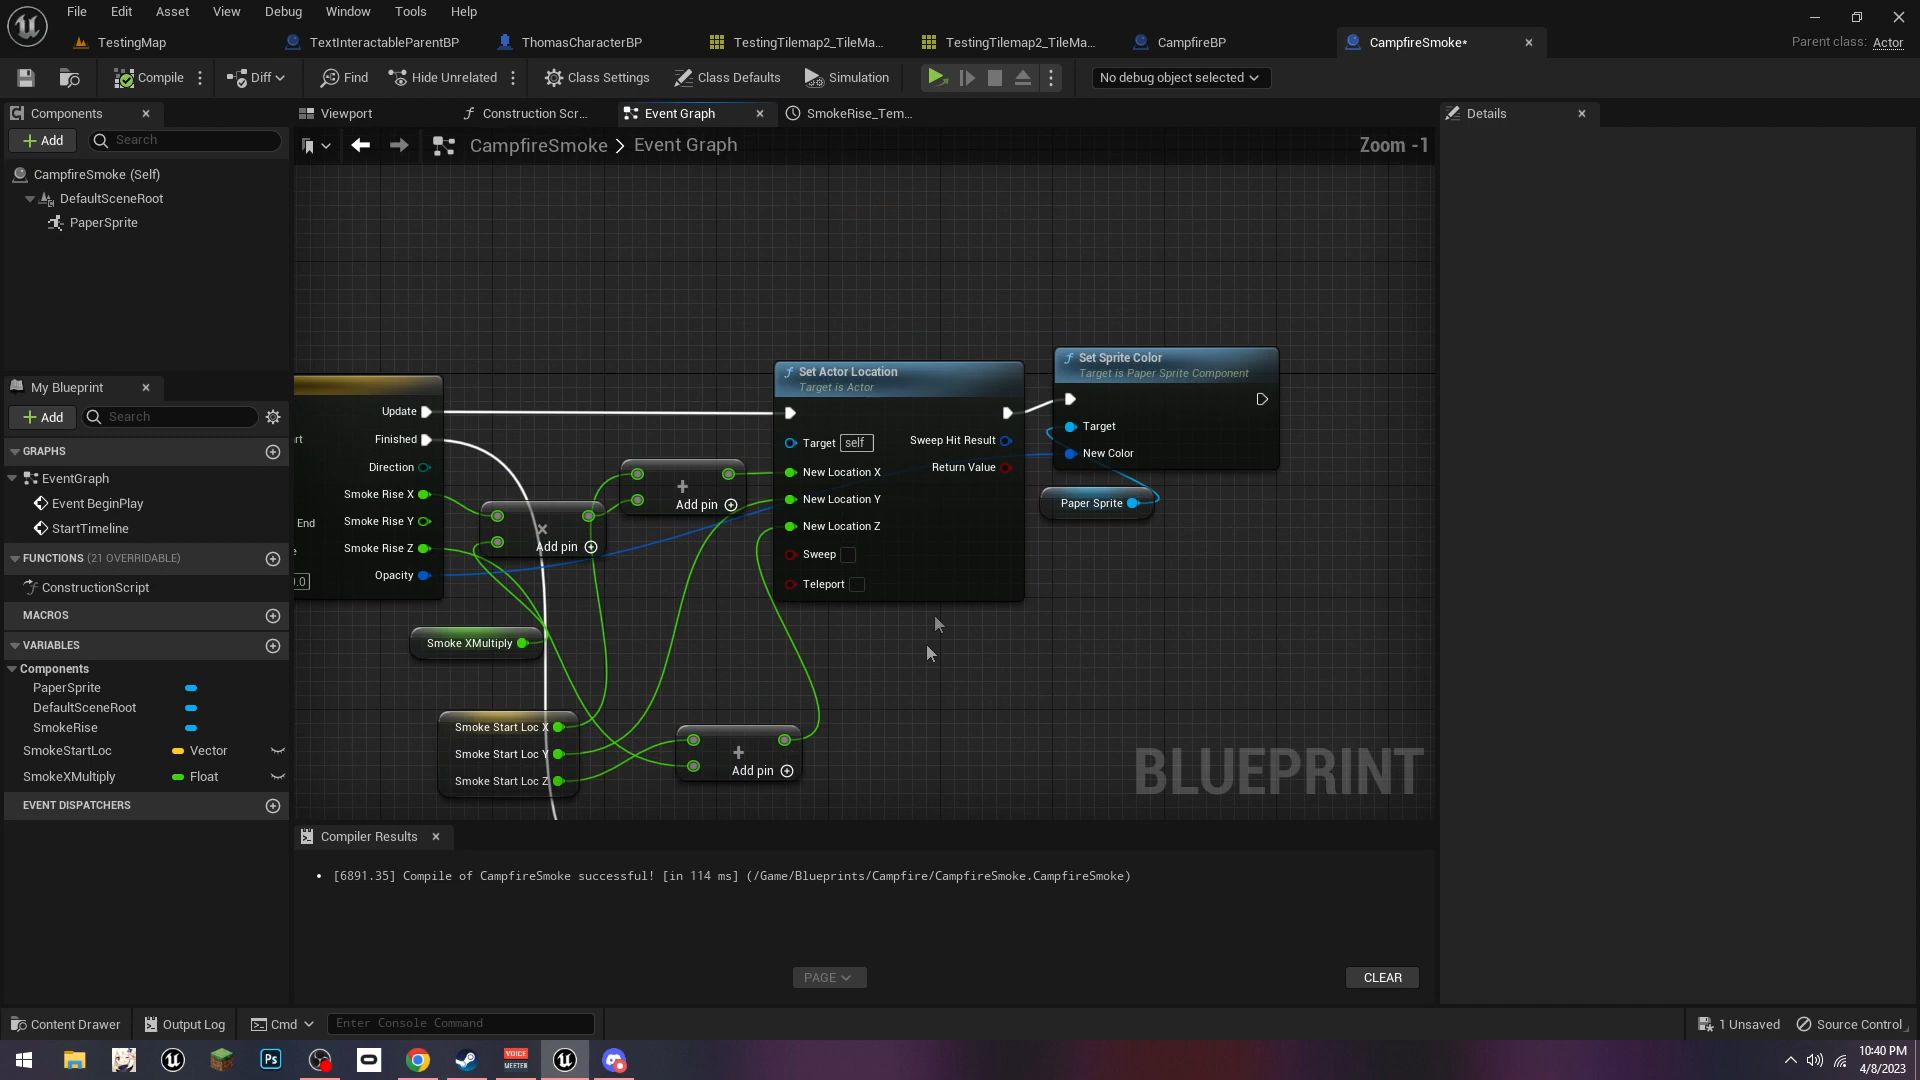 File Edit Asset View Debug Window Tools Help
TestingMap TextInteractableParentBP ThomasCharacterBP TestingTilemap2_TileMa... TestingTilemap2_TileMa... CampfireBP CampfireSmoke* Parent class: Actor
Compile Diff Find Hide Unrelated Class Settings Class Defaults Simulation No debug object selected
Components Viewport Construction Scr... Event Graph SmokeRise_Tem... Details
Add Search CampfireSmoke > Event Graph Zoom -1
CampfireSmoke (Self)
DefaultSceneRoot
PaperSprite
My Blueprint
Add Search
GRAPHS
EventGraph
Event BeginPlay
StartTimeline
FUNCTIONS (21 OVERRIDABLE)
ConstructionScript
MACROS
VARIABLES
Components
PaperSprite
DefaultSceneRoot
SmokeRise
SmokeStartLoc Vector
SmokeXMultiply Float
EVENT DISPATCHERS
Update
Finished
Direction
Smoke Rise X
Smoke Rise Y
Smoke Rise Z
Opacity
rt
End
e
0.0
Add pin
Add pin
Smoke XMultiply
Smoke Start Loc X
Smoke Start Loc Y
Smoke Start Loc Z
Add pin
Set Actor Location
Target is Actor
Target self
New Location X
New Location Y
New Location Z
Sweep
Teleport
Sweep Hit Result
Return Value
Set Sprite Color
Target is Paper Sprite Component
Target
New Color
Paper Sprite
BLUEPRINT
Compiler Results
• [6891.35] Compile of CampfireSmoke successful! [in 114 ms] (/Game/Blueprints/Campfire/CampfireSmoke.CampfireSmoke)
PAGE CLEAR
Content Drawer Output Log Cmd Enter Console Command 1 Unsaved Source Control
Ps VOICE MEETER
10:40 PM
4/8/2023